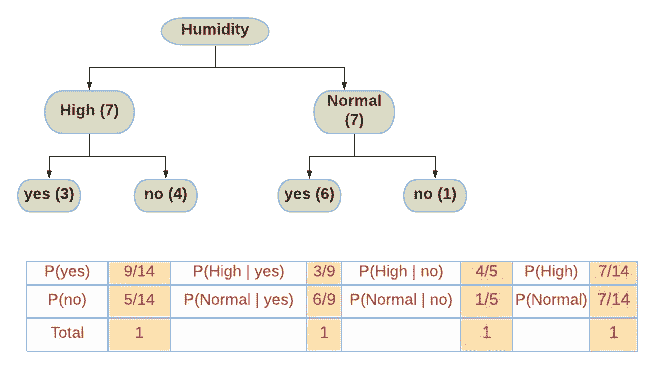 Humidity
High (7)
Normal
(7)
yes (3)
no (4)
yes (6)
no (1)
P(yes) 9/14 P(High | yes) 3/9 P(High | no) 4/5 P(High) 7/14
P(no) 5/14 P(Normal | yes) 6/9 P(Normal | no) 1/5 P(Normal) 7/14
Total 1 1 1 1